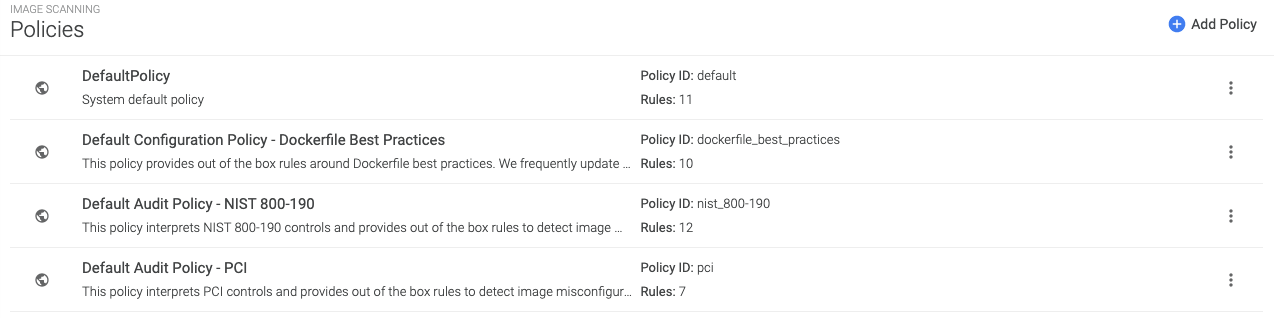 IMAGE SCANNING
Policies
Add Policy
DefaultPolicy
Policy ID: default
System default policy
Rules: 11
Default Configuration Policy - Dockerfile Best Practices
Policy ID: dockerfile_best_practices
This policy provides out of the box rules around Dockerfile best practices. We frequently update ...
Rules: 10
Default Audit Policy - NIST 800-190
Policy ID: nist_800-190
This policy interprets NIST 800-190 controls and provides out of the box rules to detect image ...
Rules: 12
Default Audit Policy - PCI
Policy ID: pci
This policy interprets PCI controls and provides out of the box rules to detect image misconfigur...
Rules: 7